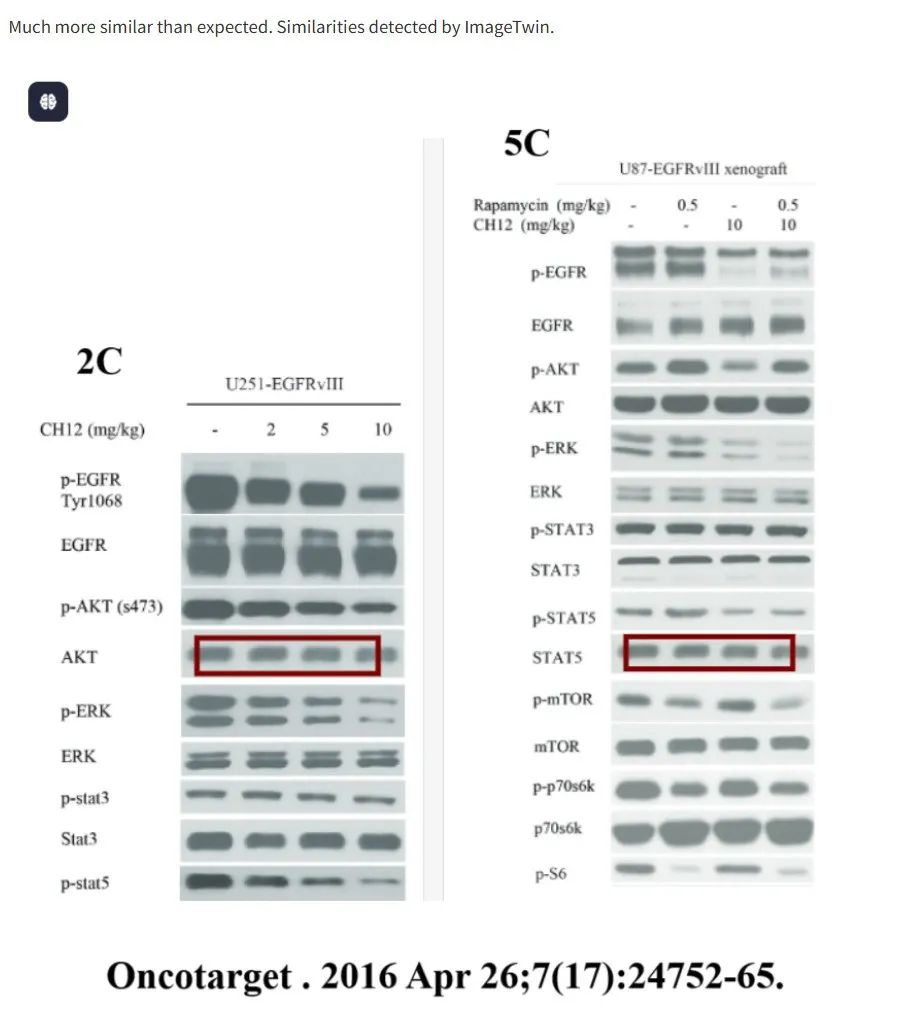 Much more similar than expected. Similarities detected by ImageTwin.
5C
U87-EGFRvIII xenograft
Rapamycin (mg/kg) - 0.5 - 0.5
CH12 (mg/kg) - - 10 10
p-EGFR
EGFR
p-AKT
AKT
p-ERK
ERK
p-STAT3
STAT3
p-STAT5
STAT5
p-mTOR
mTOR
p-p70s6k
p70s6k
p-S6
2C
U251-EGFRvIII
CH12 (mg/kg) - 2 5 10
p-EGFR
Tyr1068
EGFR
p-AKT (s473)
AKT
p-ERK
ERK
p-stat3
Stat3
p-stat5
Oncotarget . 2016 Apr 26;7(17):24752-65.